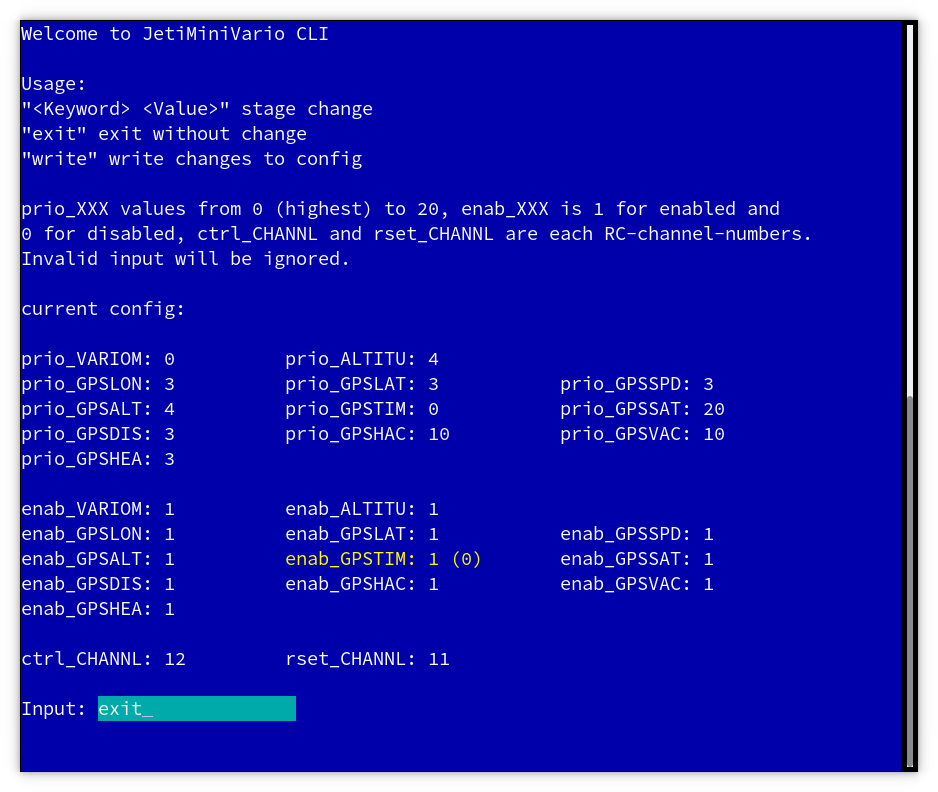 Welcome to JetiMiniVario CLI
Usage:
"<Keyword> <Value>" stage change
"exit" exit without change
"write" write changes to config
prio_XXX values from 0 (highest) to 20, enab_XXX is 1 for enabled and
0 for disabled, ctrl_CHANNL and rset_CHANNL are each RC-channel-numbers.
Invalid input will be ignored.
current config:
prio_VARIOM: 0 prio_ALTITU: 4
prio_GPSLON: 3 prio_GPSLAT: 3 prio_GPSSPD: 3
prio_GPSALT: 4 prio_GPSTIM: 0 prio_GPSSAT: 20
prio_GPSDIS: 3 prio_GPSHAC: 10 prio_GPSVAC: 10
prio_GPSHEA: 3
enab_VARIOM: 1 enab_ALTITU: 1
enab_GPSLON: 1 enab_GPSLAT: 1 enab_GPSSPD: 1
enab_GPSALT: 1 enab_GPSTIM: 1 (0) enab_GPSSAT: 1
enab_GPSDIS: 1 enab_GPSHAC: 1 enab_GPSVAC: 1
enab_GPSHEA: 1
ctrl_CHANNL: 12 rset_CHANNL: 11
Input: exit_